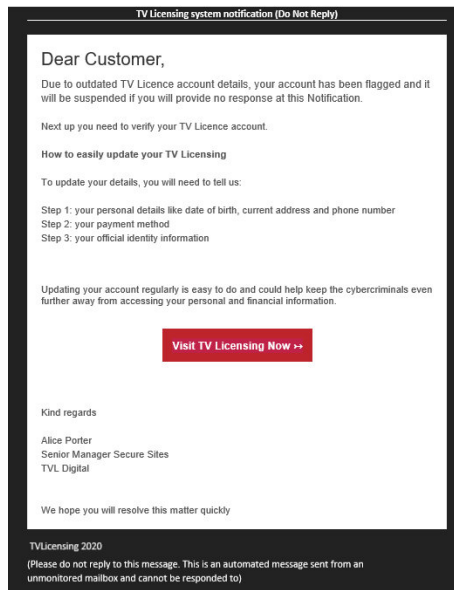 TV Licensing system notification (Do Not Reply)
Dear Customer,
Due to outdated TV Licence account details, your account has been flagged and it
will be suspended if you will provide no response at this Notification.
Next up you need to verify your TV Licence account.
How to easily update your TV Licensing
To update your details, you will need to tell us:
Step 1: your personal details like date of birth, current address and phone number
Step 2: your payment method
Step 3: your official identity information
Updating your account regularly is easy to do and could help keep the cybercriminals even
further away from accessing your personal and financial information.
Visit TV Licensing Now ↣
Kind regards
Alice Porter
Senior Manager Secure Sites
TVL Digital
We hope you will resolve this matter quickly
TVLicensing 2020
(Please do not reply to this message. This is an automated message sent from an
unmonitored mailbox and cannot be responded to)